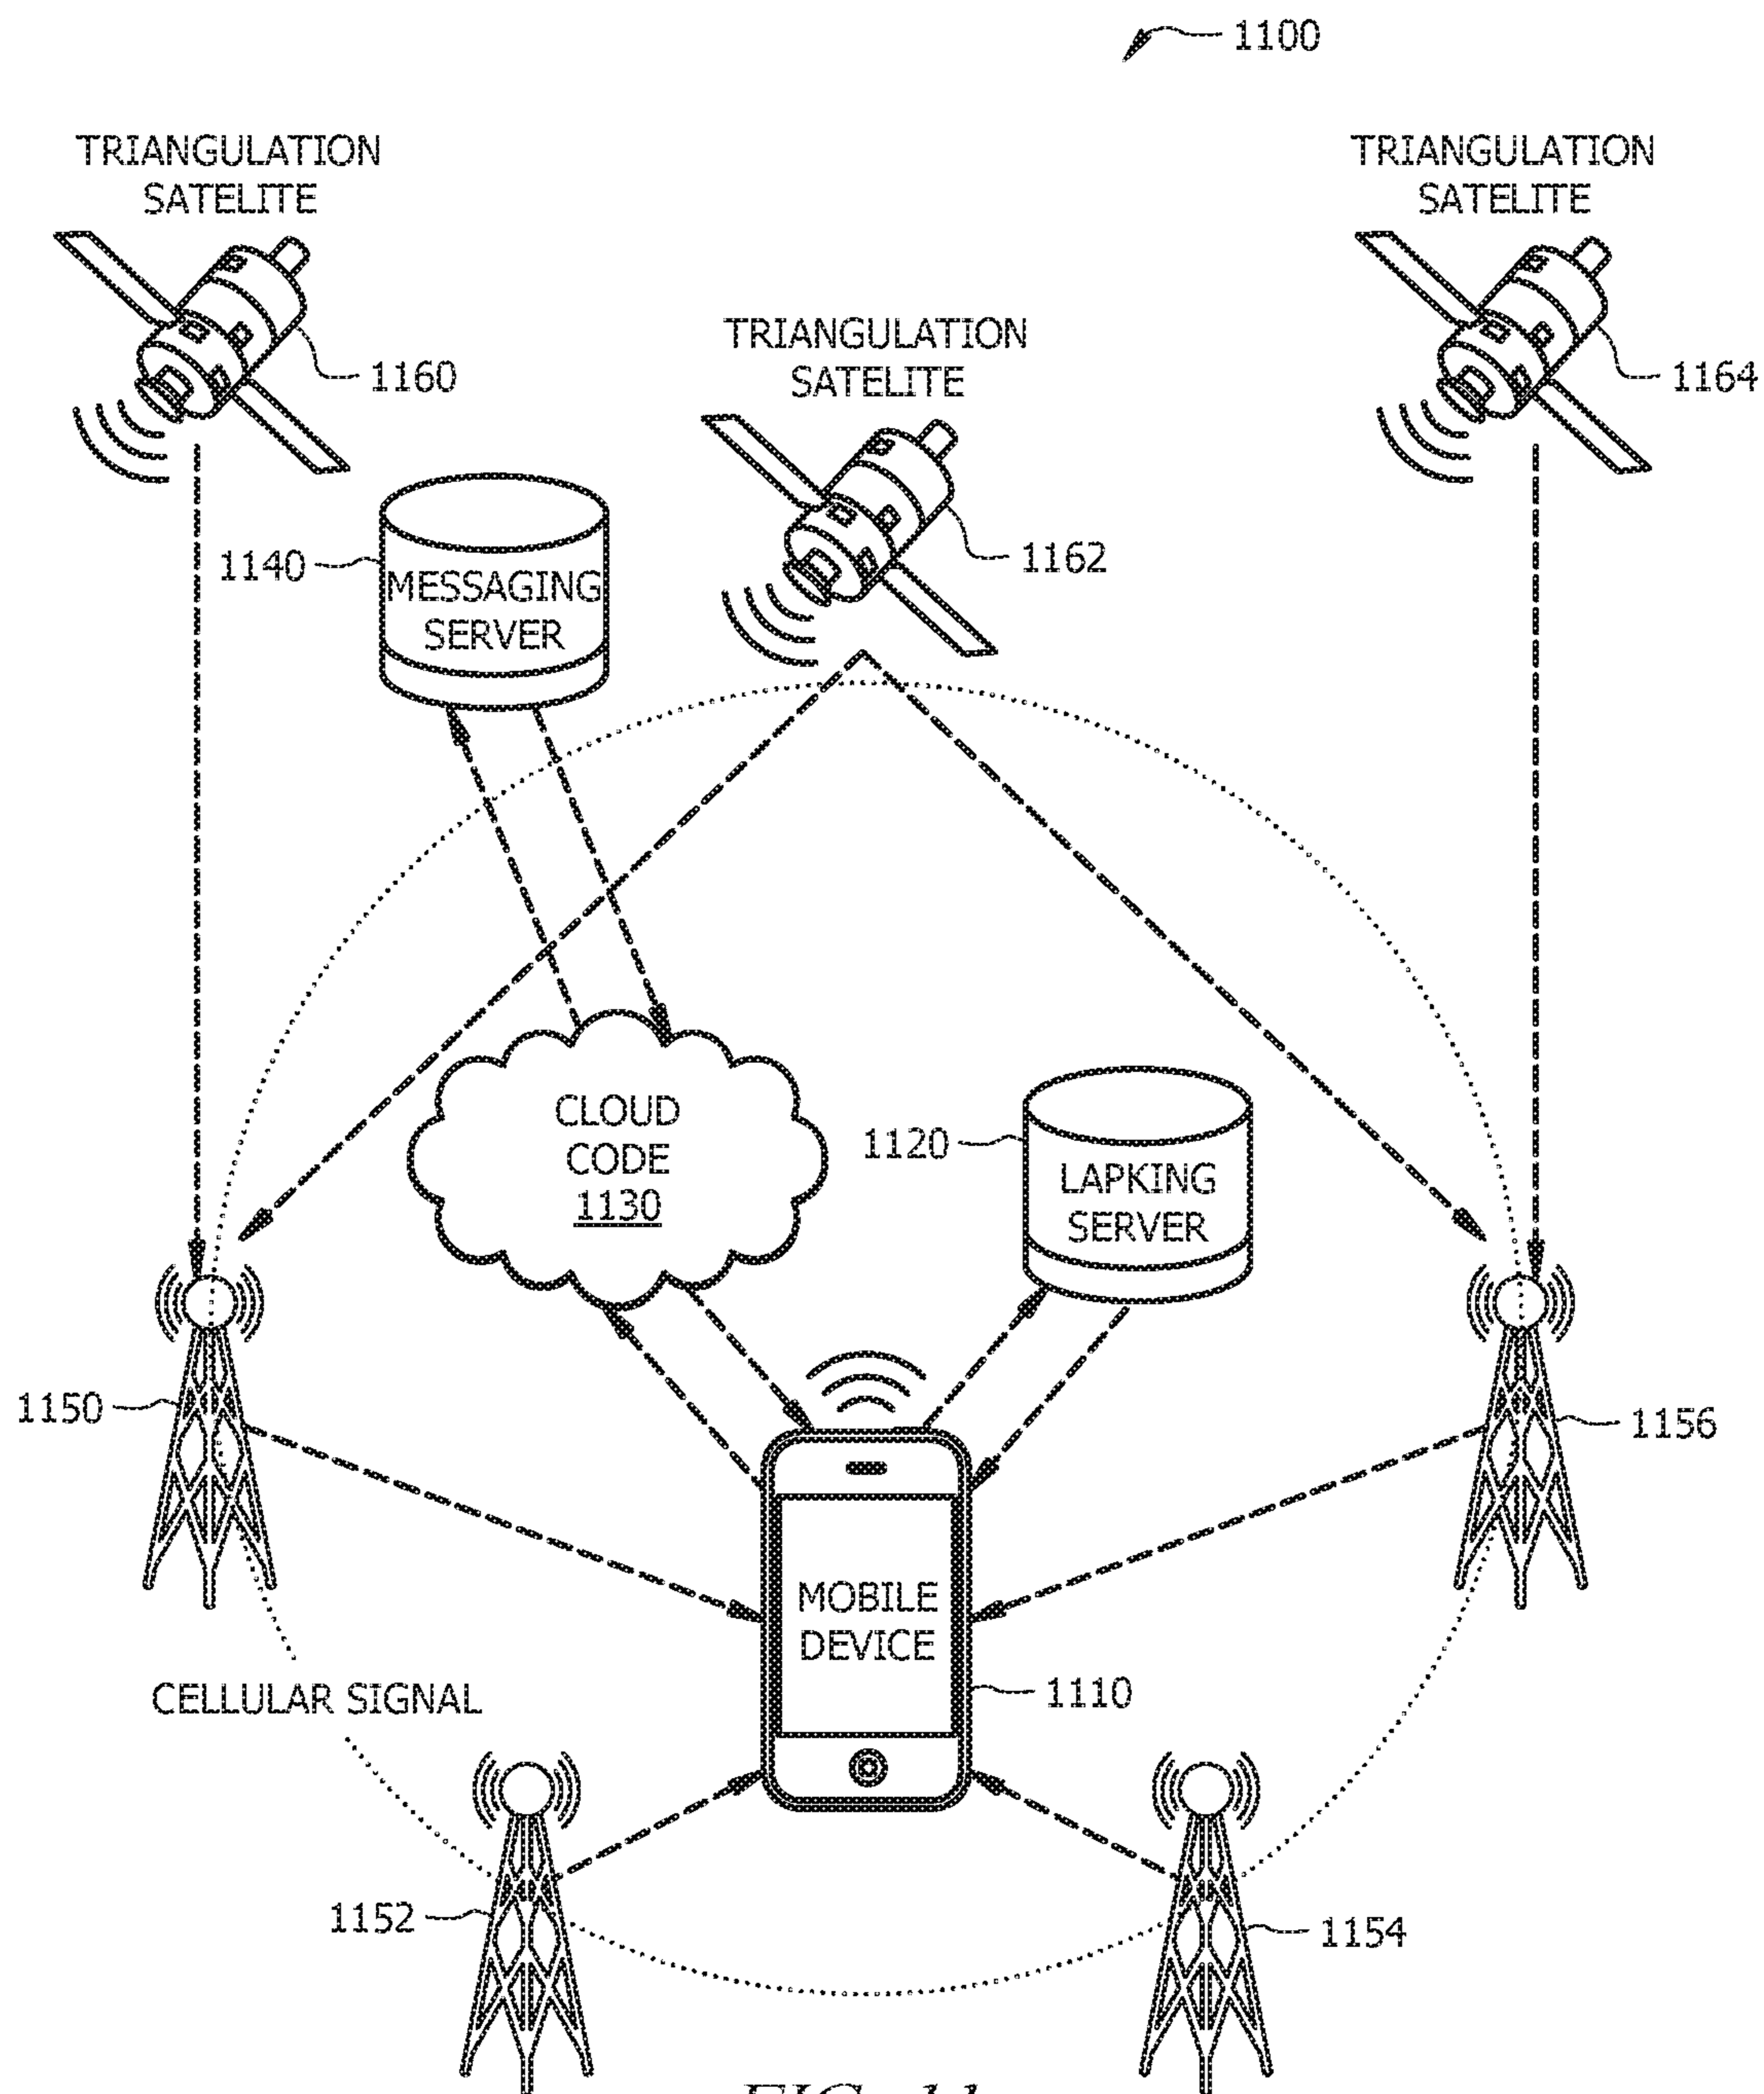 1100
TRIANGULATION
SATELITE
TRIANGULATION
SATELITE
1160
TRIANGULATION
SATELITE
1164
1140
MESSAGING
SERVER
1162
CLOUD
CODE
1130
1120
LAPKING
SERVER
1150
1156
MOBILE
DEVICE
CELLULAR SIGNAL
1110
1152
1154